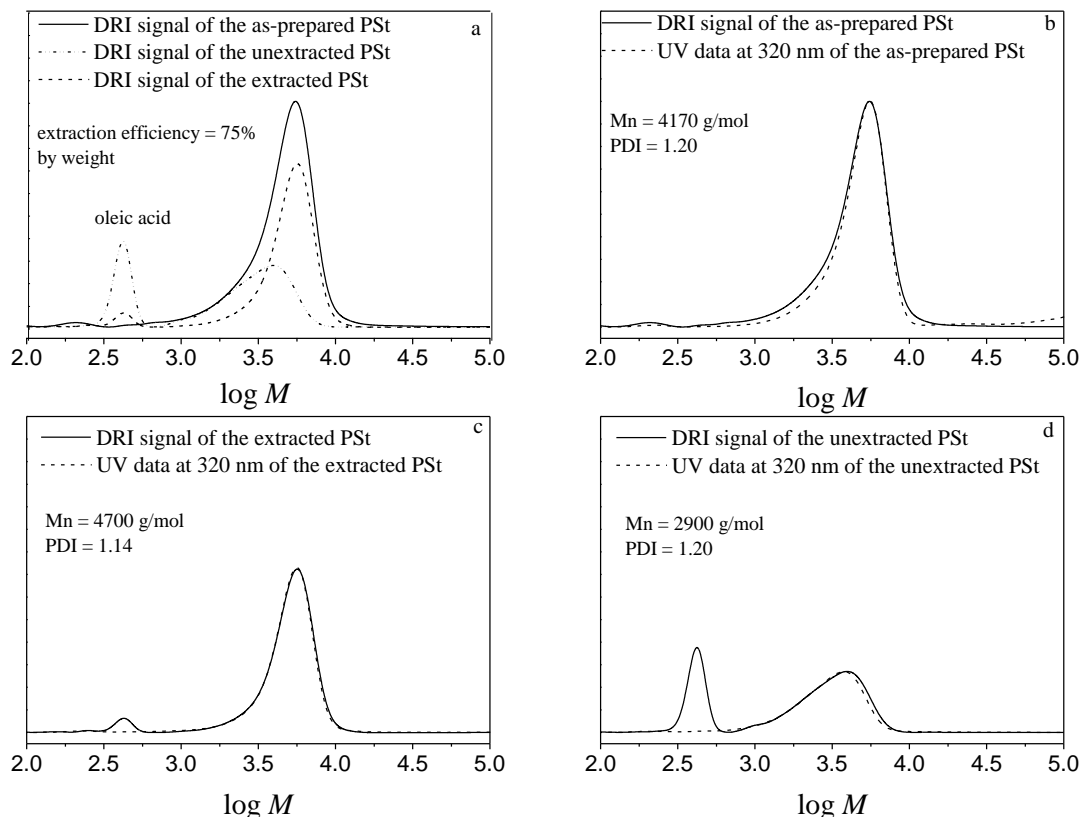 DRI signal of the as-prepared PSt
DRI signal of the unextracted PSt
DRI signal of the extracted PSt
a
extraction efficiency = 75%
by weight
oleic acid
2.0 2.5 3.0 3.5 4.0 4.5 5.0
log M
DRI signal of the as-prepared PSt
UV data at 320 nm of the as-prepared PSt
b
Mn = 4170 g/mol
PDI = 1.20
2.0 2.5 3.0 3.5 4.0 4.5 5.0
log M
DRI signal of the extracted PSt
UV data at 320 nm of the extracted PSt
c
Mn = 4700 g/mol
PDI = 1.14
2.0 2.5 3.0 3.5 4.0 4.5 5.0
log M
DRI signal of the unextracted PSt
UV data at 320 nm of the unextracted PSt
d
Mn = 2900 g/mol
PDI = 1.20
2.0 2.5 3.0 3.5 4.0 4.5 5.0
log M